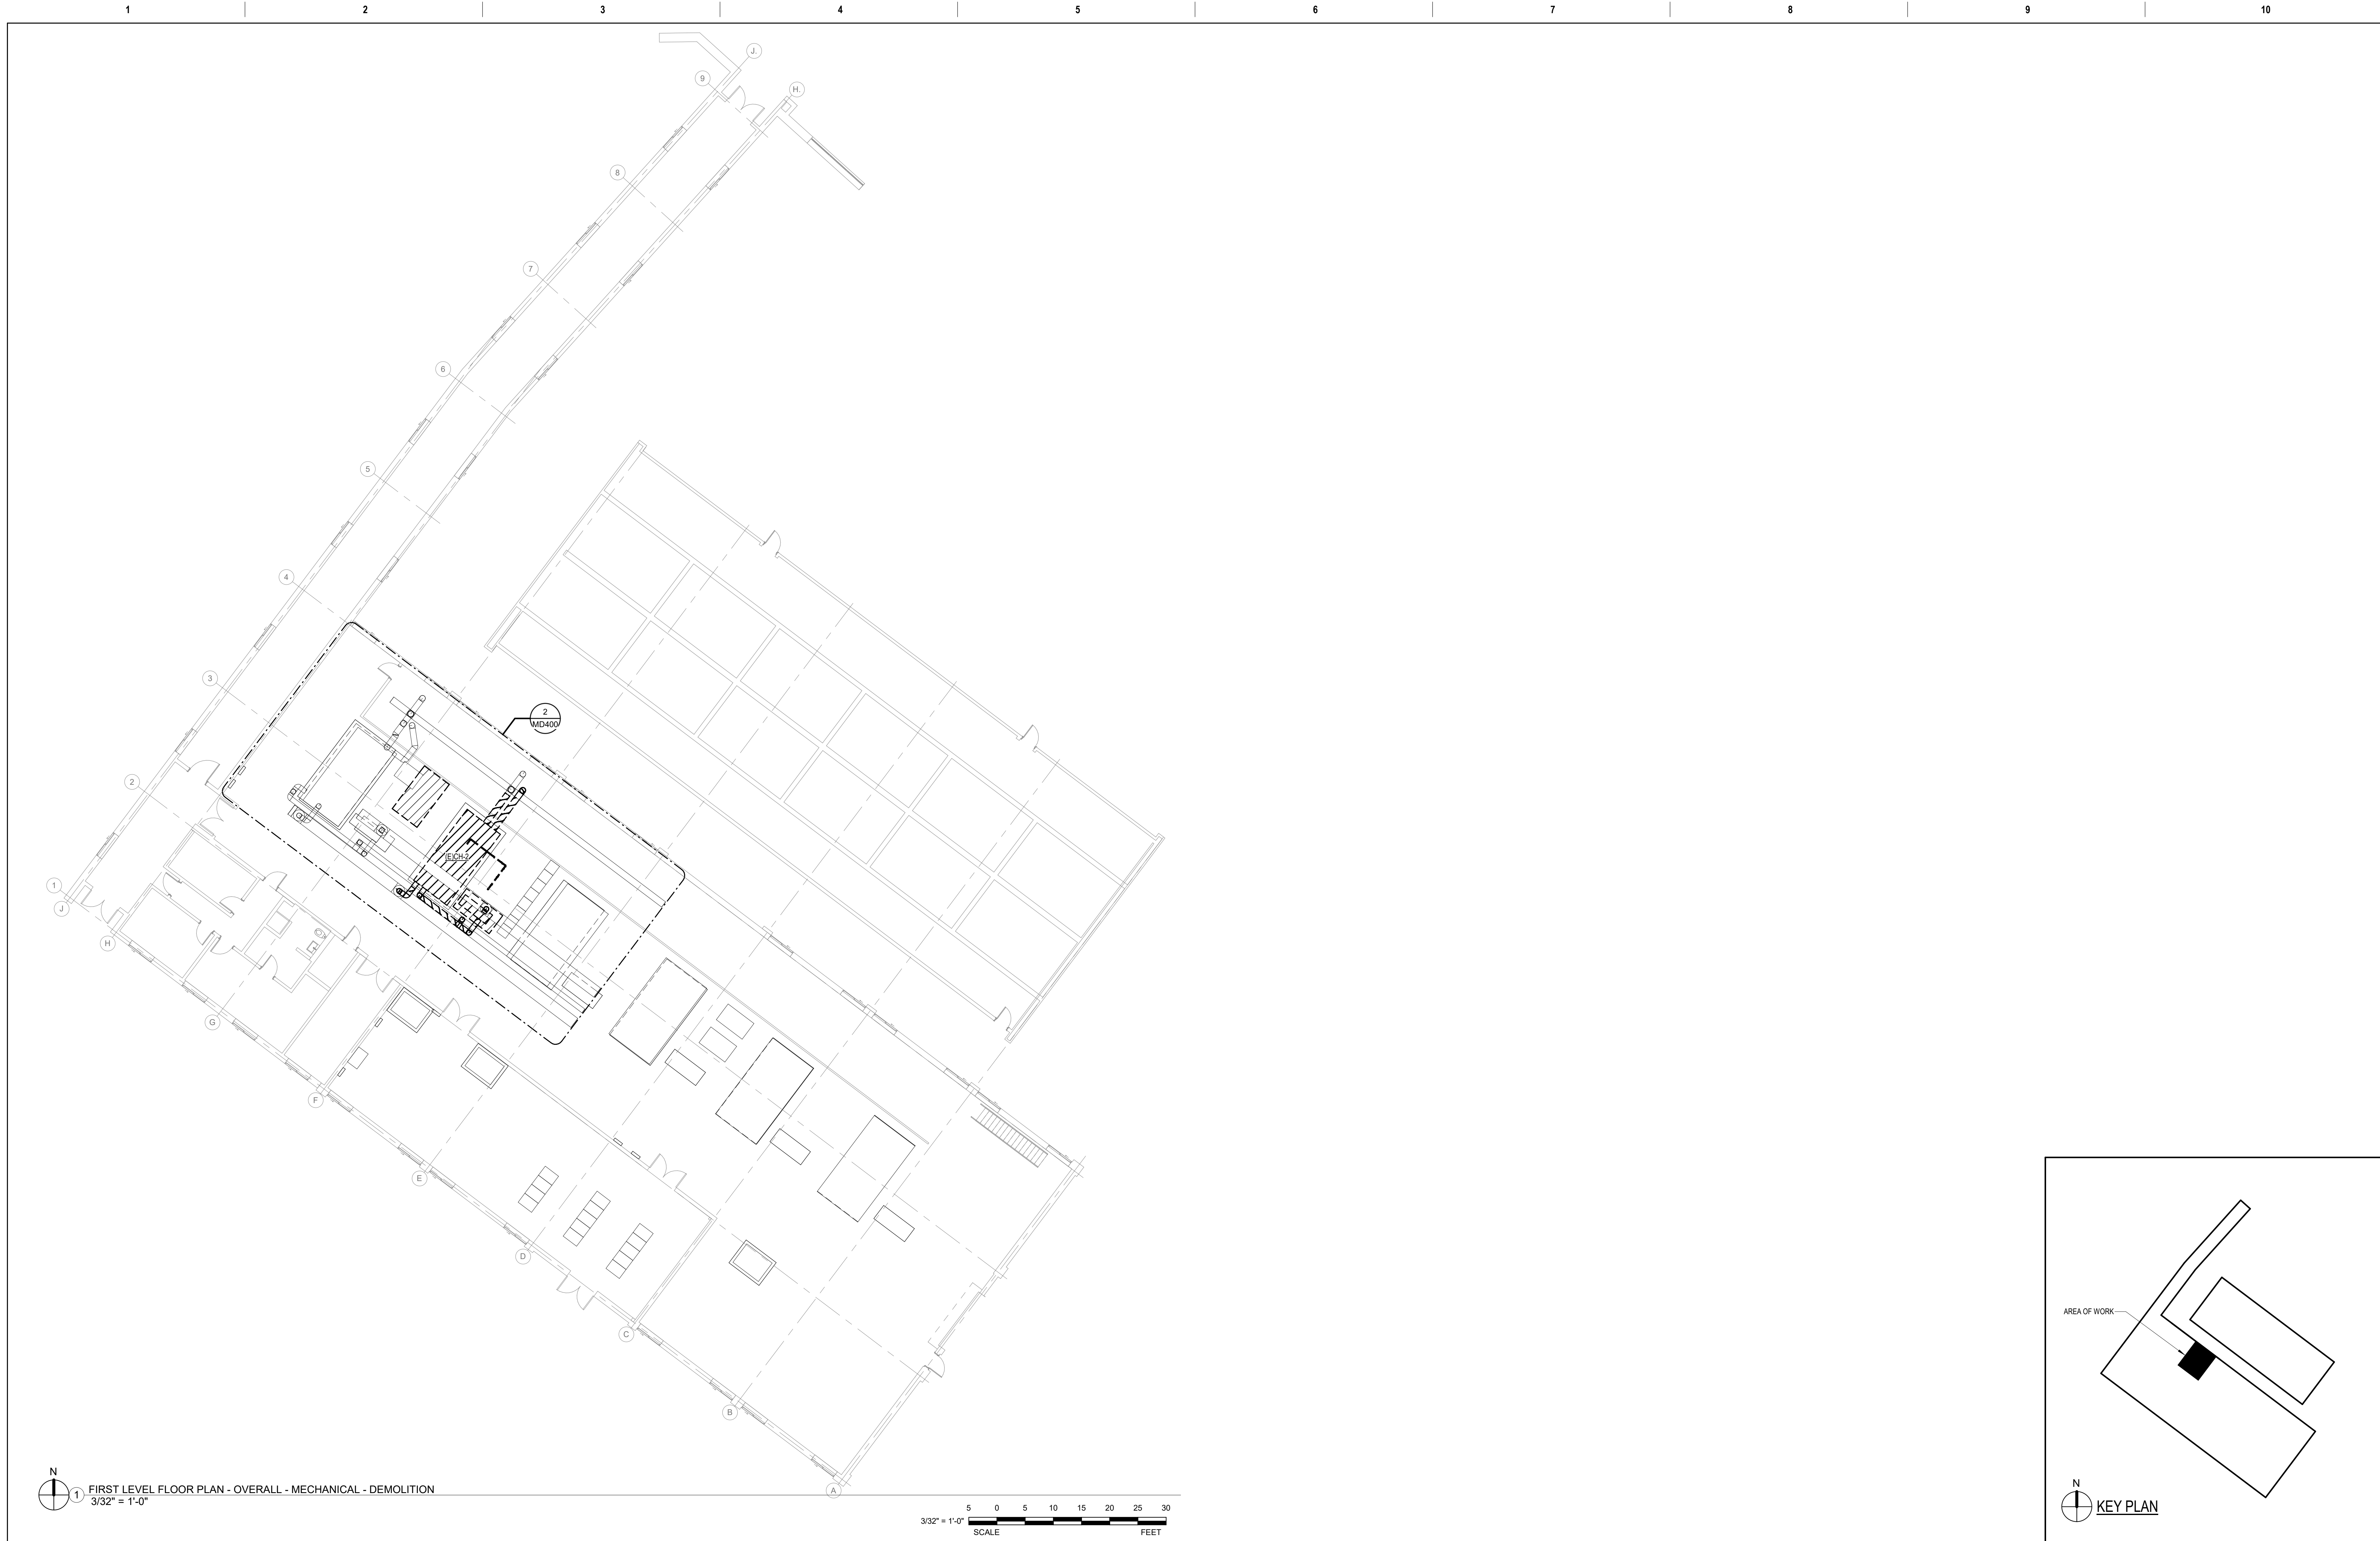 1 2 3 4 5 6 7 8 9 10
J.
9
H.
8
7
6
5
4
3
2
MD400
2
(E)CH-2
1
J
H
G
F
E
D
C
B
A
AREA OF WORK
N
KEY PLAN
N
1
FIRST LEVEL FLOOR PLAN - OVERALL - MECHANICAL - DEMOLITION
3/32" = 1'-0"
5 0 5 10 15 20 25 30
3/32" = 1'-0"
SCALE FEET